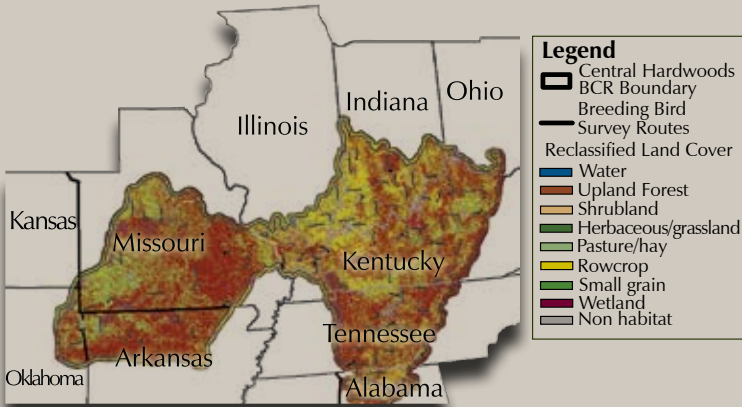 Illinois
Indiana
Ohio
Kansas
Missouri
Kentucky
Tennessee
Arkansas
Oklahoma
Alabama
Legend
Central Hardwoods
BCR Boundary
Breeding Bird
Survey Routes
Reclassified Land Cover
Water
Upland Forest
Shrubland
Herbaceous/grassland
Pasture/hay
Rowcrop
Small grain
Wetland
Non habitat